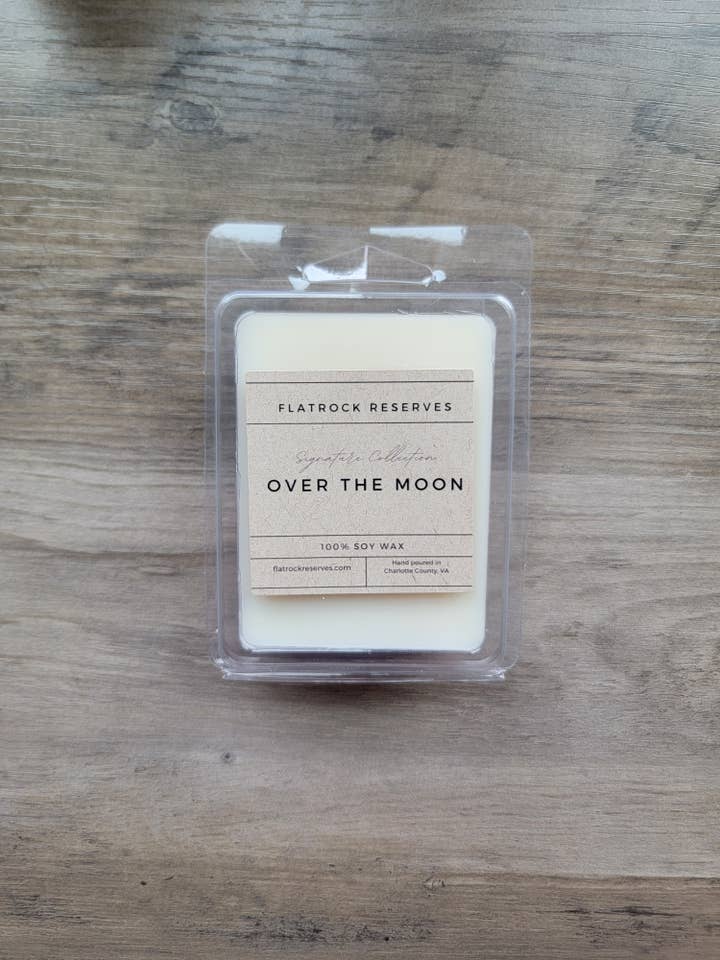 FLATROCK RESERVES
Signature Collection
OVER THE MOON
100% SOY WAX
flatrockreserves.com
Hand poured in
Charlotte County, VA